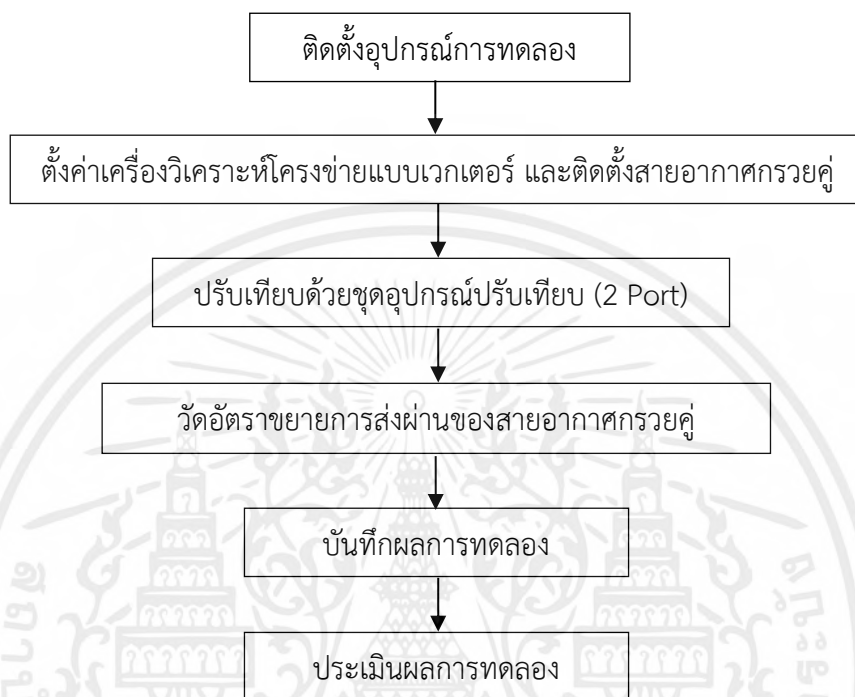 ติดตั้งอุปกรณ์การทดลอง
ตั้งค่าเครื่องวิเคราะห์โครงข่ายแบบเวกเตอร์ และติดตั้งสายอากาศกรวยคู่
ปรับเทียบด้วยชุดอุปกรณ์ปรับเทียบ (2 Port)
วัดอัตราขยายการส่งผ่านของสายอากาศกรวยคู่
บันทึกผลการทดลอง
ประเมินผลการทดลอง